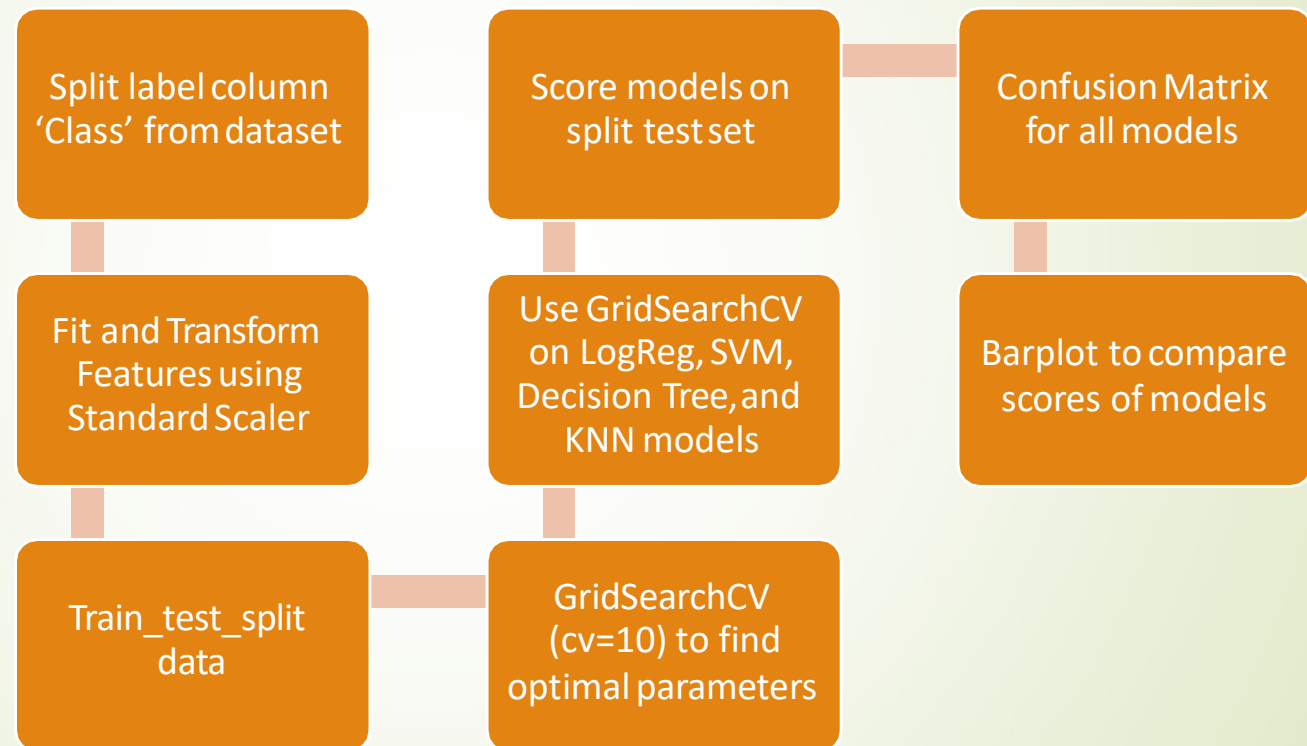 Split label column
‘Class’ from dataset
Fit and Transform
Features using
Standard Scaler
Train_test_split
data
GridSearchCV
(cv=10) to find
optimal parameters
Use GridSearchCV
on LogReg, SVM,
Decision Tree, and
KNN models
Score models on
split test set
Confusion Matrix
for all models
Barplot to compare
scores of models